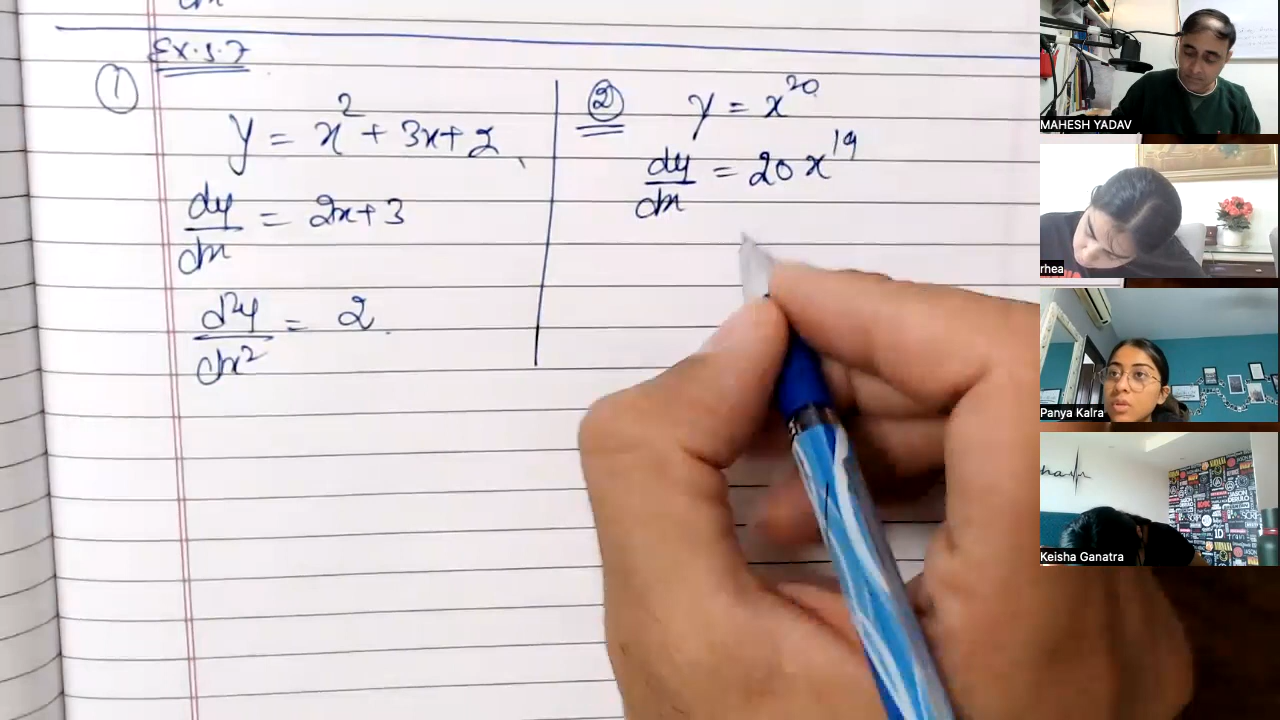 Ex. 5.7
①
y = x² + 3x + 2
dy/dx = 2x + 3
d²y/dx² = 2
② y = x²⁰
dy/dx = 20x¹⁹
MAHESH YADAV
rhea
Panya Kalra
Keisha Ganatra